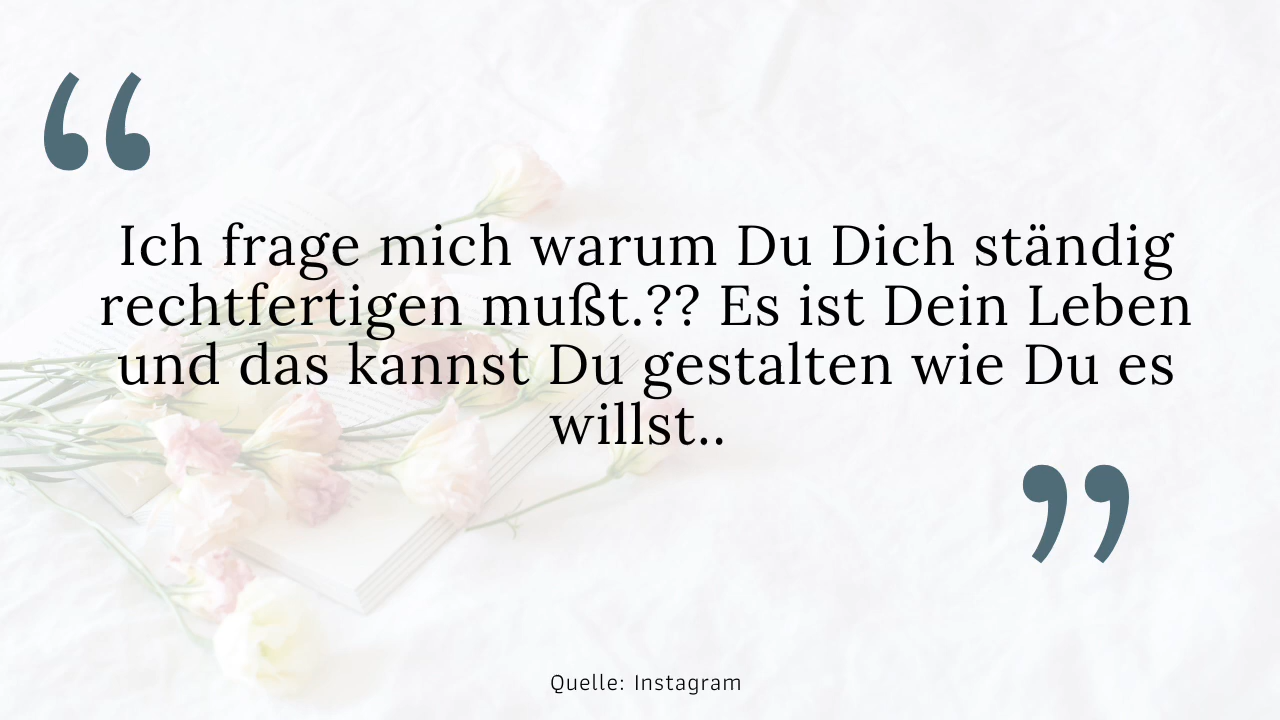 “
Ich frage mich warum Du Dich ständig
rechtfertigen mußt.?? Es ist Dein Leben
und das kannst Du gestalten wie Du es
willst..
”
Quelle: Instagram